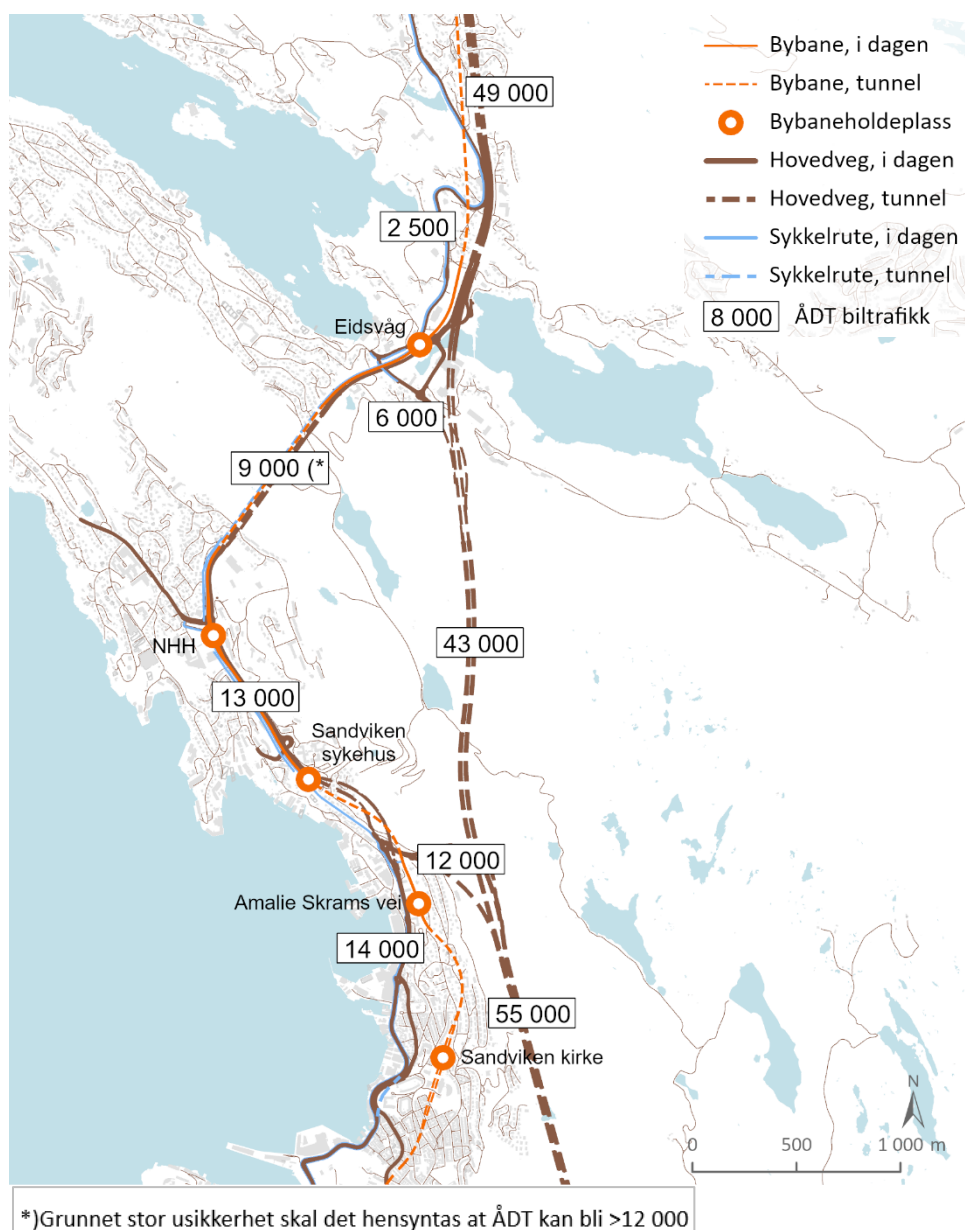 Bybane, i dagen
Bybane, tunnel
Bybaneholdeplass
Hovedveg, i dagen
Hovedveg, tunnel
Sykkelrute, i dagen
Sykkelrute, tunnel
8 000 ÅDT biltrafikk
49 000
2 500
Eidsvåg
6 000
9 000 (*
NHH
43 000
13 000
Sandviken
sykehus
12 000
Amalie Skrams vei
14 000
55 000
Sandviken kirke
N
0 500 1 000 m
*)Grunnet stor usikkerhet skal det hensyntas at ÅDT kan bli >12 000